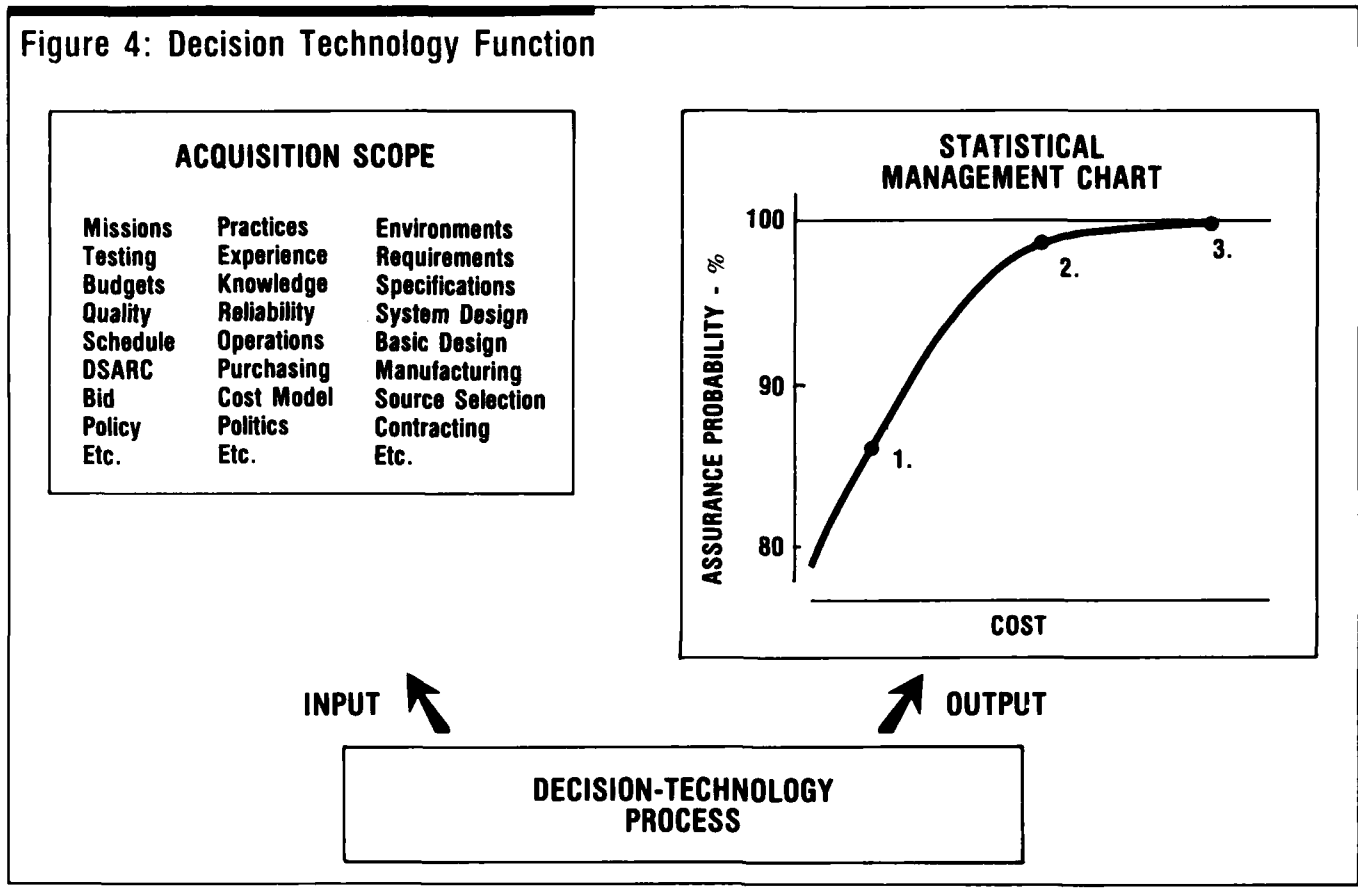 Figure 4: Decision Technology Function
ACQUISITION SCOPE
Missions Practices Environments
Testing Experience Requirements
Budgets Knowledge Specifications
Quality Reliability System Design
Schedule Operations Basic Design
DSARC Purchasing Manufacturing
Bid Cost Model Source Selection
Policy Politics Contracting
Etc. Etc. Etc.
STATISTICAL
MANAGEMENT CHART
ASSURANCE PROBABILITY - %
100
90
80
1.
2.
3.
COST
INPUT
OUTPUT
DECISION-TECHNOLOGY
PROCESS